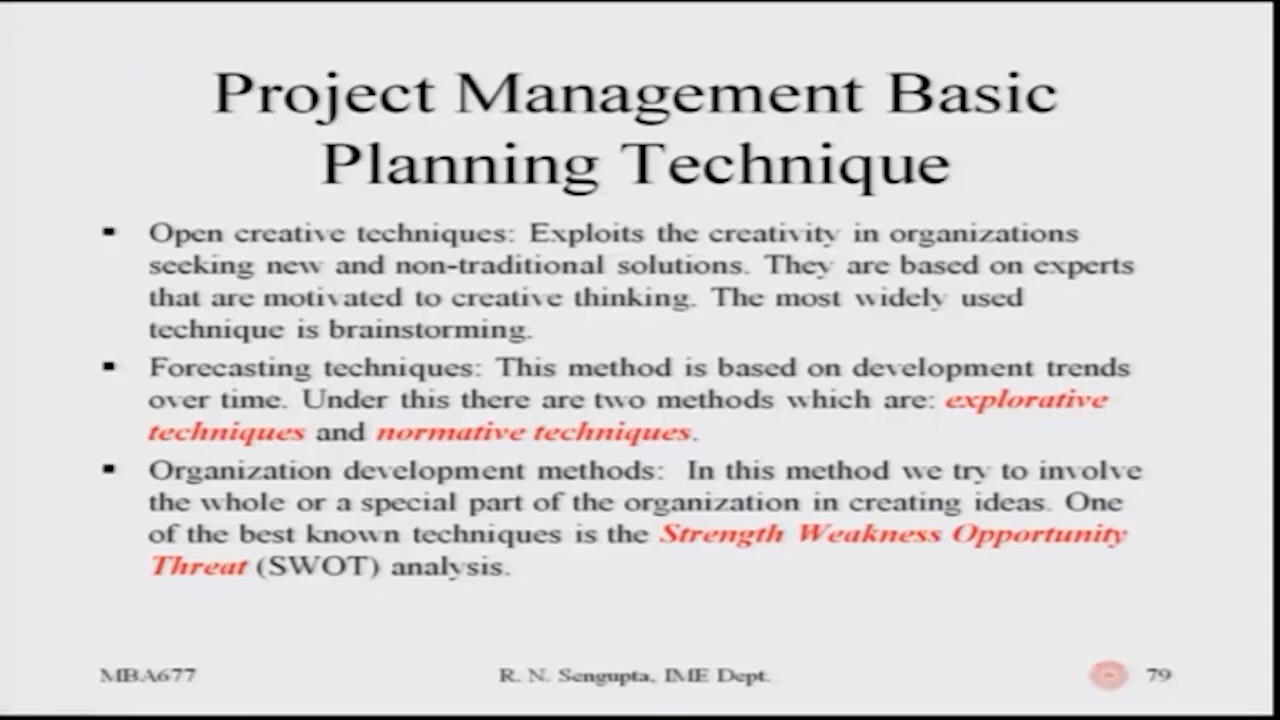 Project Management Basic
Planning Technique
▪ Open creative techniques: Exploits the creativity in organizations
seeking new and non-traditional solutions. They are based on experts
that are motivated to creative thinking. The most widely used
technique is brainstorming.
▪ Forecasting techniques: This method is based on development trends
over time. Under this there are two methods which are: explorative
techniques and normative techniques.
▪ Organization development methods: In this method we try to involve
the whole or a special part of the organization in creating ideas. One
of the best known techniques is the Strength Weakness Opportunity
Threat (SWOT) analysis.
MBA677 R. N. Sengupta, IME Dept. 79